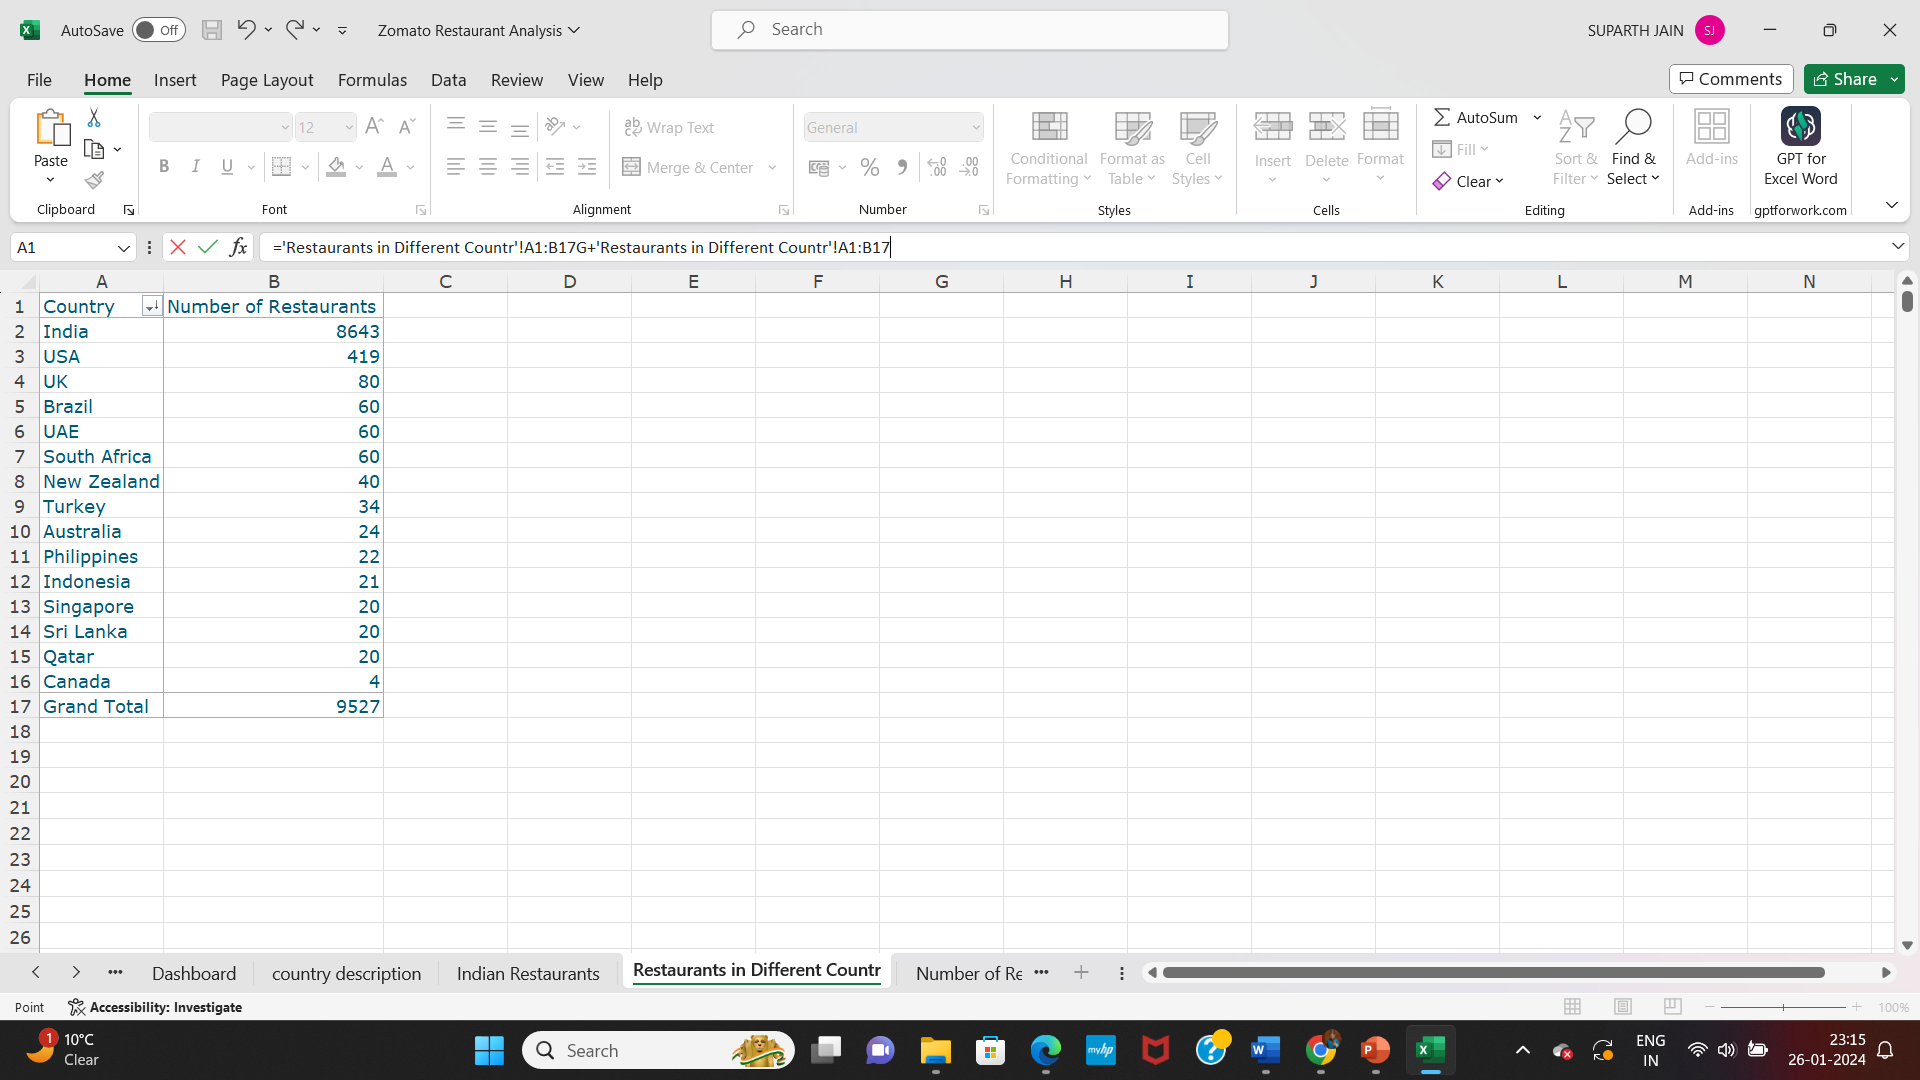 AutoSave Off Zomato Restaurant Analysis Search SUPARTH JAIN SJ
File Home Insert Page Layout Formulas Data Review View Help Comments Share
Paste 12 Wrap Text General Conditional Formatting Format as Table Cell Styles Insert Delete Format AutoSum Fill Clear Sort & Filter Find & Select Add-ins GPT for Excel Word
B I U A Merge & Center
Clipboard Font Alignment Number Styles Cells Editing Add-ins gptforwork.com
A1 fx ='Restaurants in Different Countr'!A1:B17G+'Restaurants in Different Countr'!A1:B17
A B C D E F G H I J K L M N
1 Country Number of Restaurants
2 India 8643
3 USA 419
4 UK 80
5 Brazil 60
6 UAE 60
7 South Africa 60
8 New Zealand 40
9 Turkey 34
10 Australia 24
11 Philippines 22
12 Indonesia 21
13 Singapore 20
14 Sri Lanka 20
15 Qatar 20
16 Canada 4
17 Grand Total 9527
18
19
20
21
22
23
24
25
26
Dashboard country description Indian Restaurants Restaurants in Different Countr Number of Re
Point Accessibility: Investigate 100%
1 10°C Search ENG 23:15
Clear IN 26-01-2024